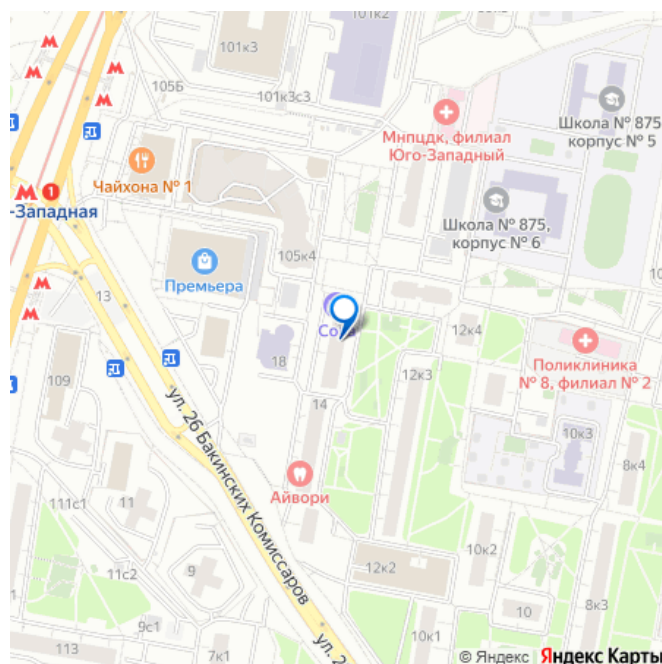 101к2
101к3
105Б
101к3с3
Мнпцдк, филиал
Юго-Западный
Школа № 875,
корпус № 5
Чайхона № 1
1
-Западная
Школа № 875,
корпус № 6
105к4
Премьера
13
12к4
18
Поликлиника
№ 8, филиал № 2
109
12к3
14
ул. 26 Бакинских Комиссаров
10к3
8к4
Айвори
111с1
11
10к2
9
12к2
11с2
10
8к3
9с1
10к1
113
7к1
ул. 2
© Яндекс Яндекс Карты